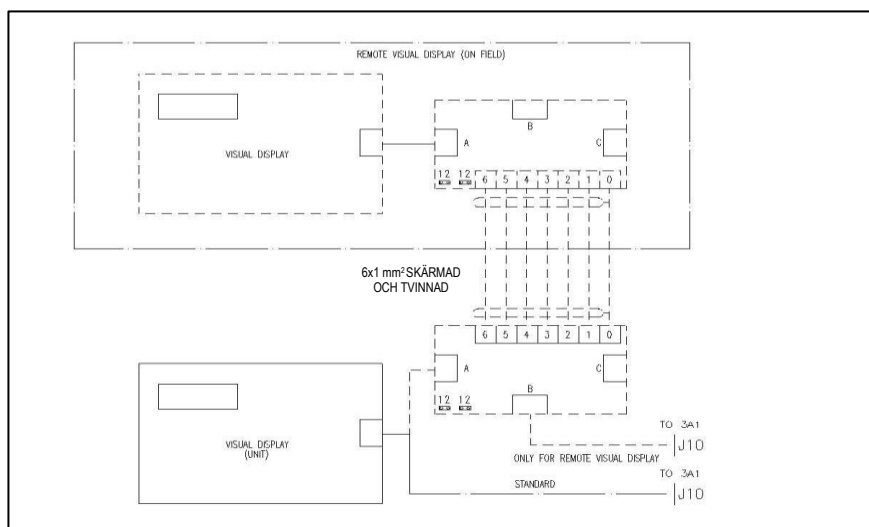 REMOTE VISUAL DISPLAY (ON FIELD)
VISUAL DISPLAY
A
B
C
12 12
6 5 4 3 2 1 0
6x1 mm² SKÄRMAD
OCH TVINNAD
6 5 4 3 2 1 0
A
B
C
12 12
VISUAL DISPLAY
(UNIT)
TO 3A1
J10
ONLY FOR REMOTE VISUAL DISPLAY
TO 3A1
J10
STANDARD